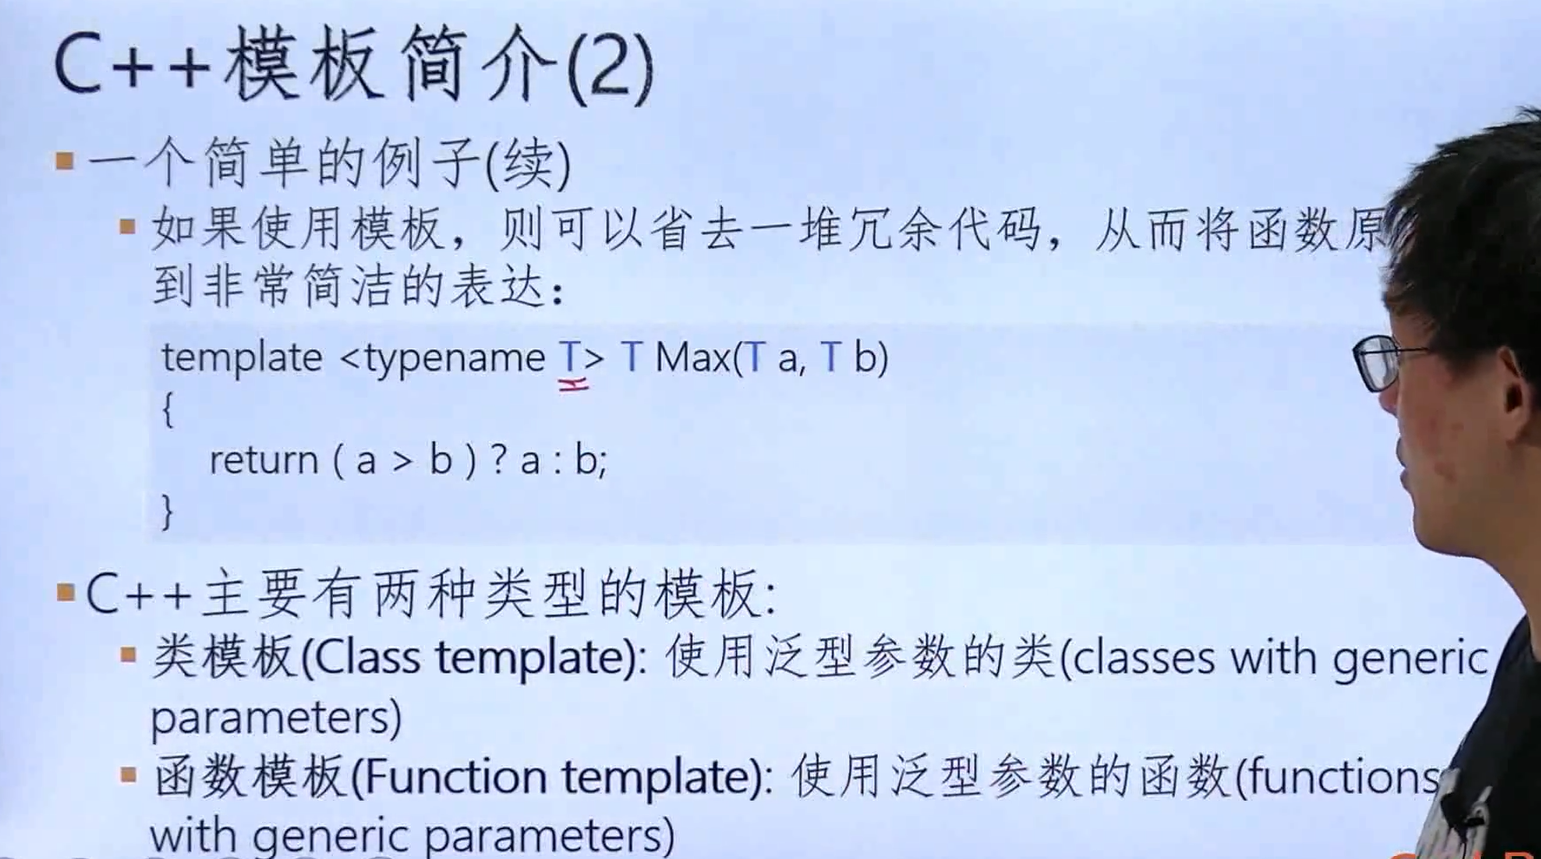 C++模板简介(2)
一个简单的例子(续)
如果使用模板，则可以省去一堆冗余代码，从而将函数原
到非常简洁的表达：
template <typename T> T Max(T a, T b)
{
return ( a > b ) ? a : b;
}
C++主要有两种类型的模板:
类模板(Class template): 使用泛型参数的类(classes with generic
parameters)
函数模板(Function template): 使用泛型参数的函数(functions
with generic parameters)